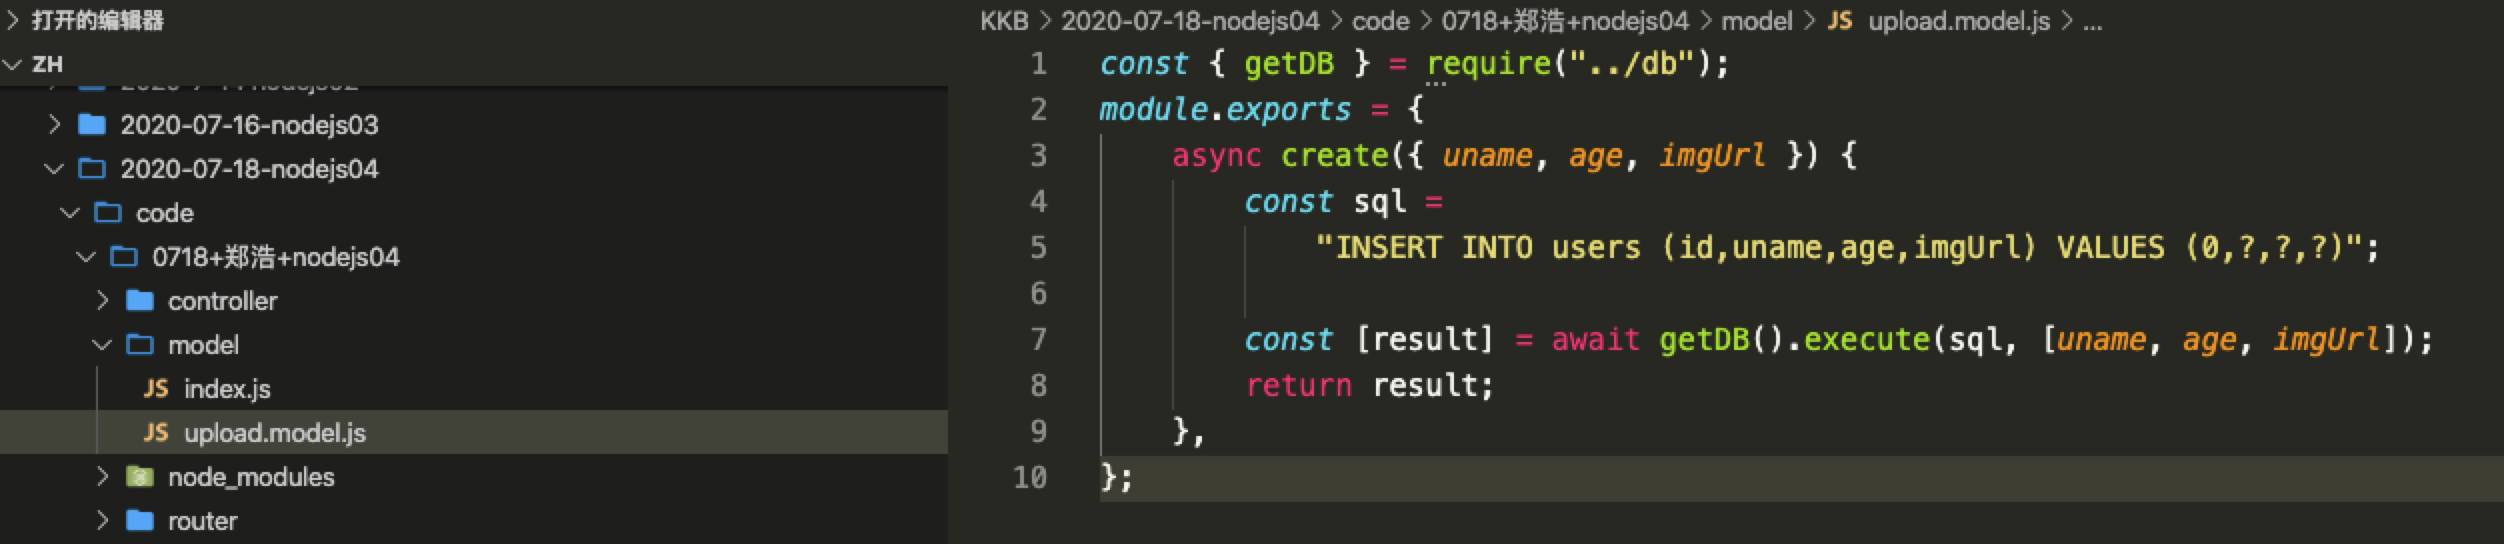 打开的编辑器
ZH
2020-07-16-nodejs03
2020-07-18-nodejs04
code
0718+郑浩+nodejs04
controller
model
JS index.js
JS upload.model.js
node_modules
router
KKB > 2020-07-18-nodejs04 > code > 0718+郑浩+nodejs04 > model > JS upload.model.js > ...
1 const { getDB } = require("../db");
2 module.exports = {
3 async create({ uname, age, imgUrl }) {
4 const sql =
5 "INSERT INTO users (id,uname,age,imgUrl) VALUES (0,?,?,?)";
6
7 const [result] = await getDB().execute(sql, [uname, age, imgUrl]);
8 return result;
9 },
10 };